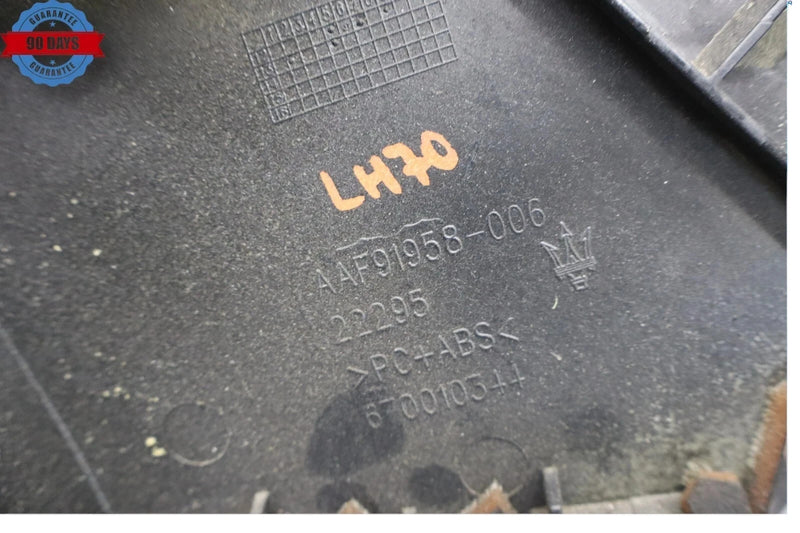 GUARANTEE
90 DAYS
GUARANTEE
LH70
AAF91958-006
22295
>PC+ABS<
670010344